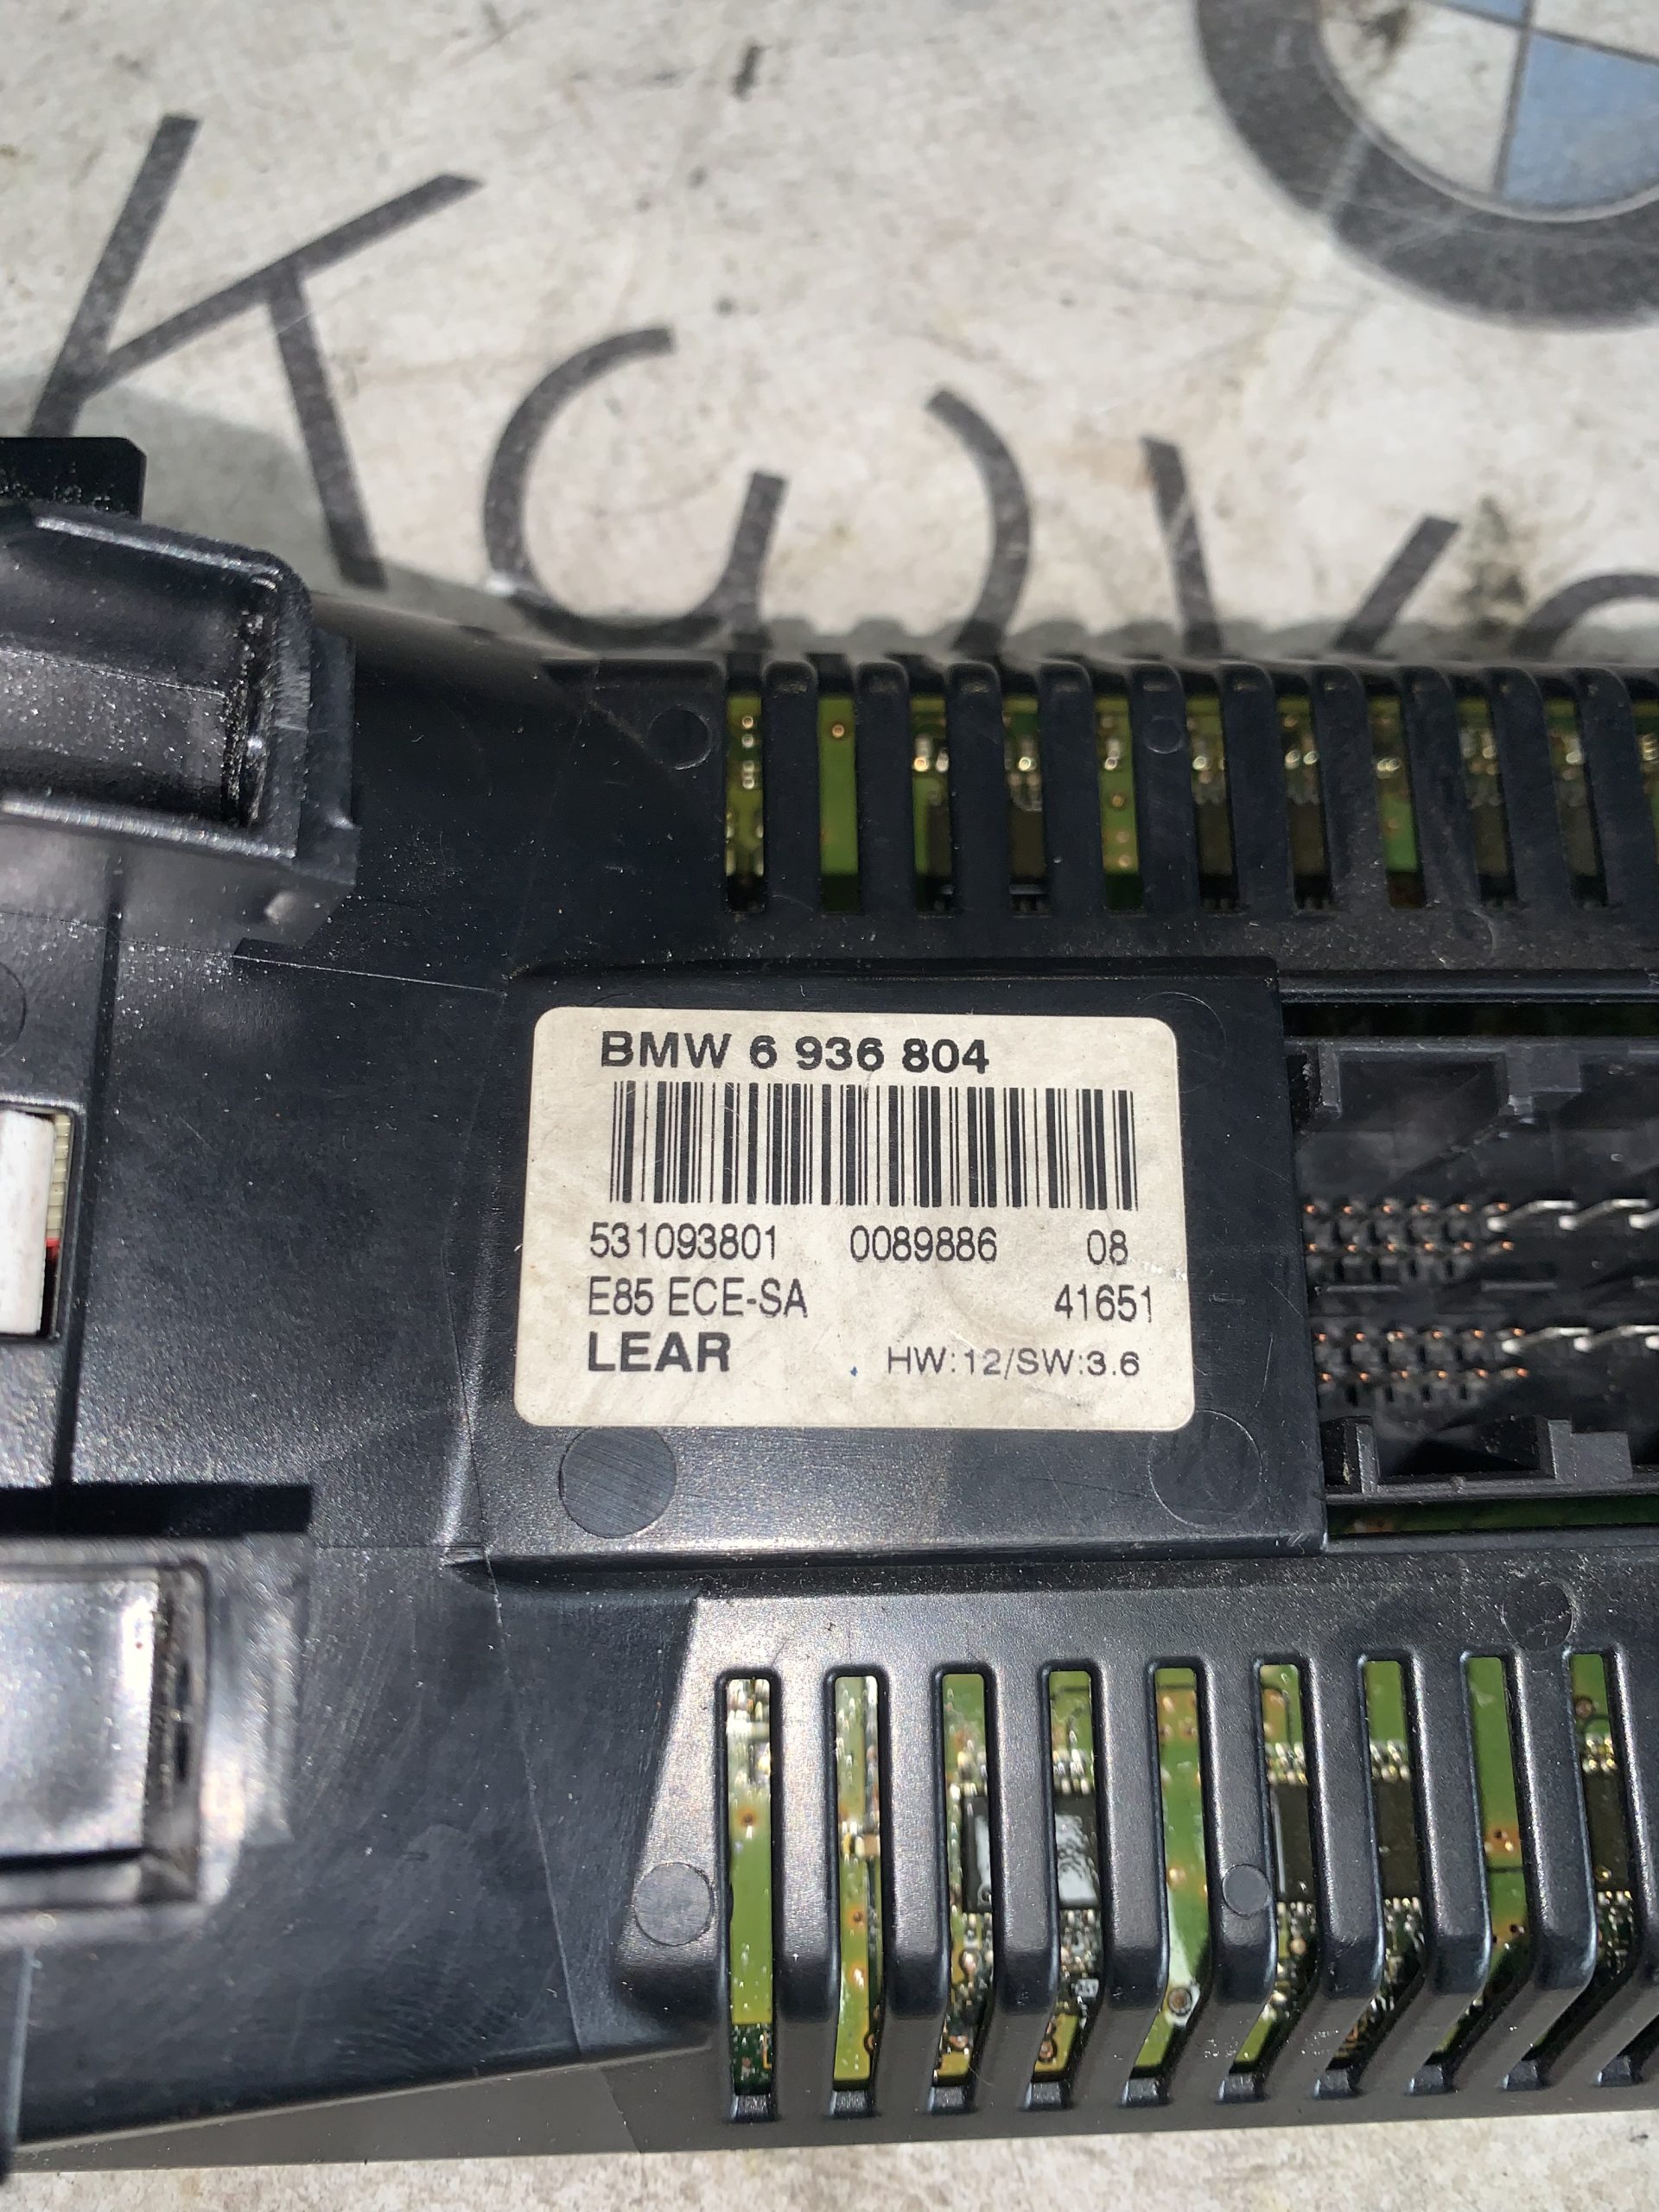 BMW 6 936 804
531093801 0089886 08
E85 ECE-SA 41651
LEAR HW:12/SW:3.6